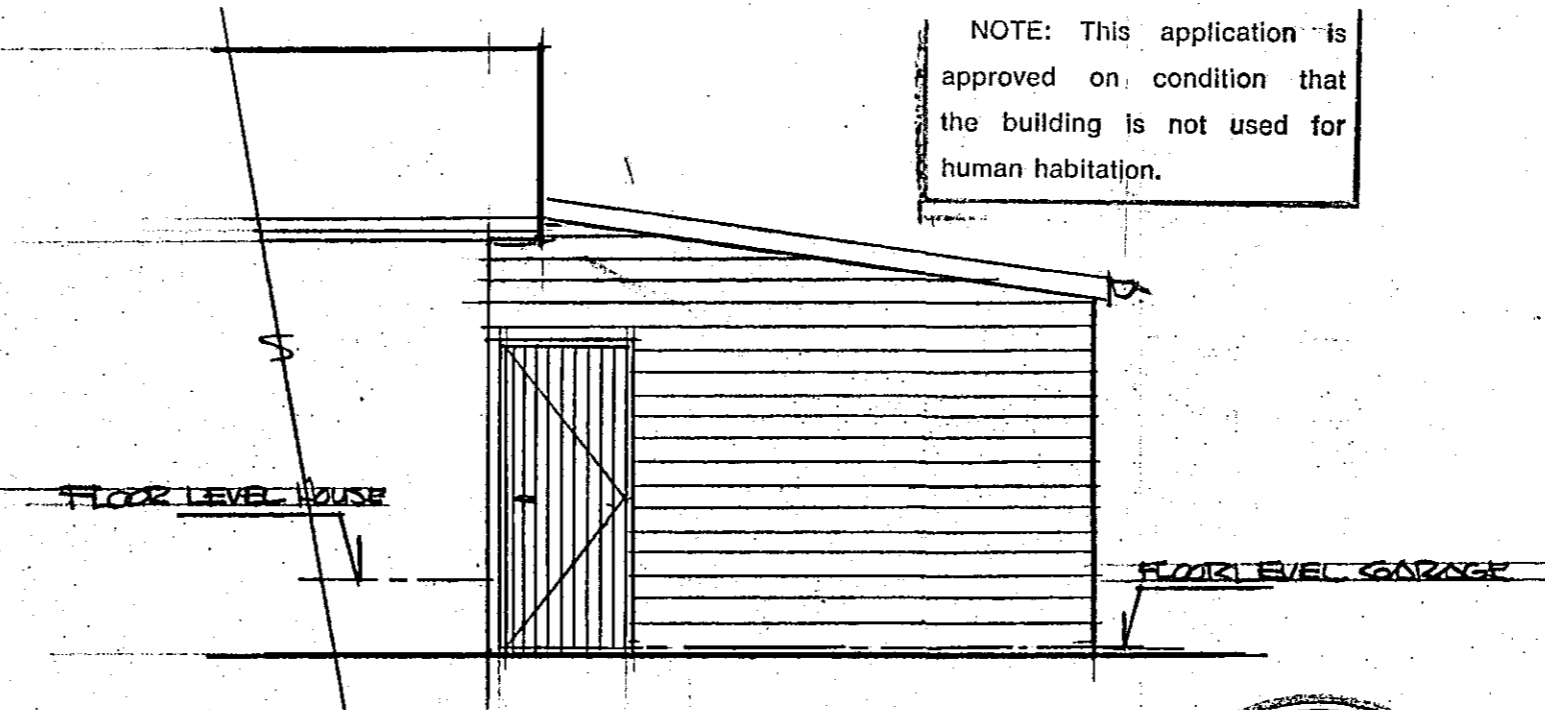 NOTE: This application is
approved on condition that
the building is not used for
human habitation.
FLOOR LEVEL HOUSE
FLOOR LEVEL GARAGE